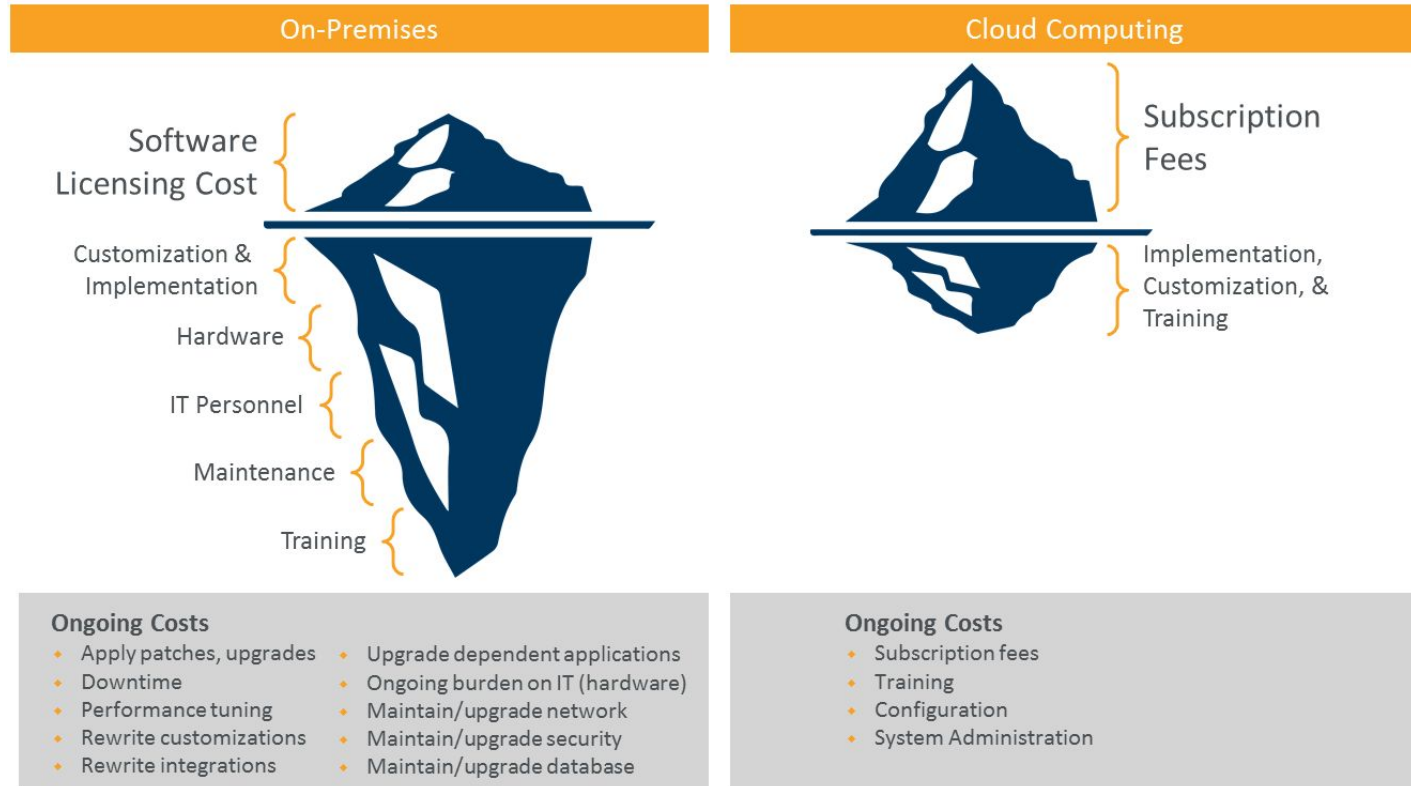 On-Premises
Software
Licensing Cost
Customization &
Implementation
Hardware
IT Personnel
Maintenance
Training
Ongoing Costs
Apply patches, upgrades
Downtime
Performance tuning
Rewrite customizations
Rewrite integrations
Upgrade dependent applications
Ongoing burden on IT (hardware)
Maintain/upgrade network
Maintain/upgrade security
Maintain/upgrade database
Cloud Computing
Subscription
Fees
Implementation,
Customization, &
Training
Ongoing Costs
Subscription fees
Training
Configuration
System Administration